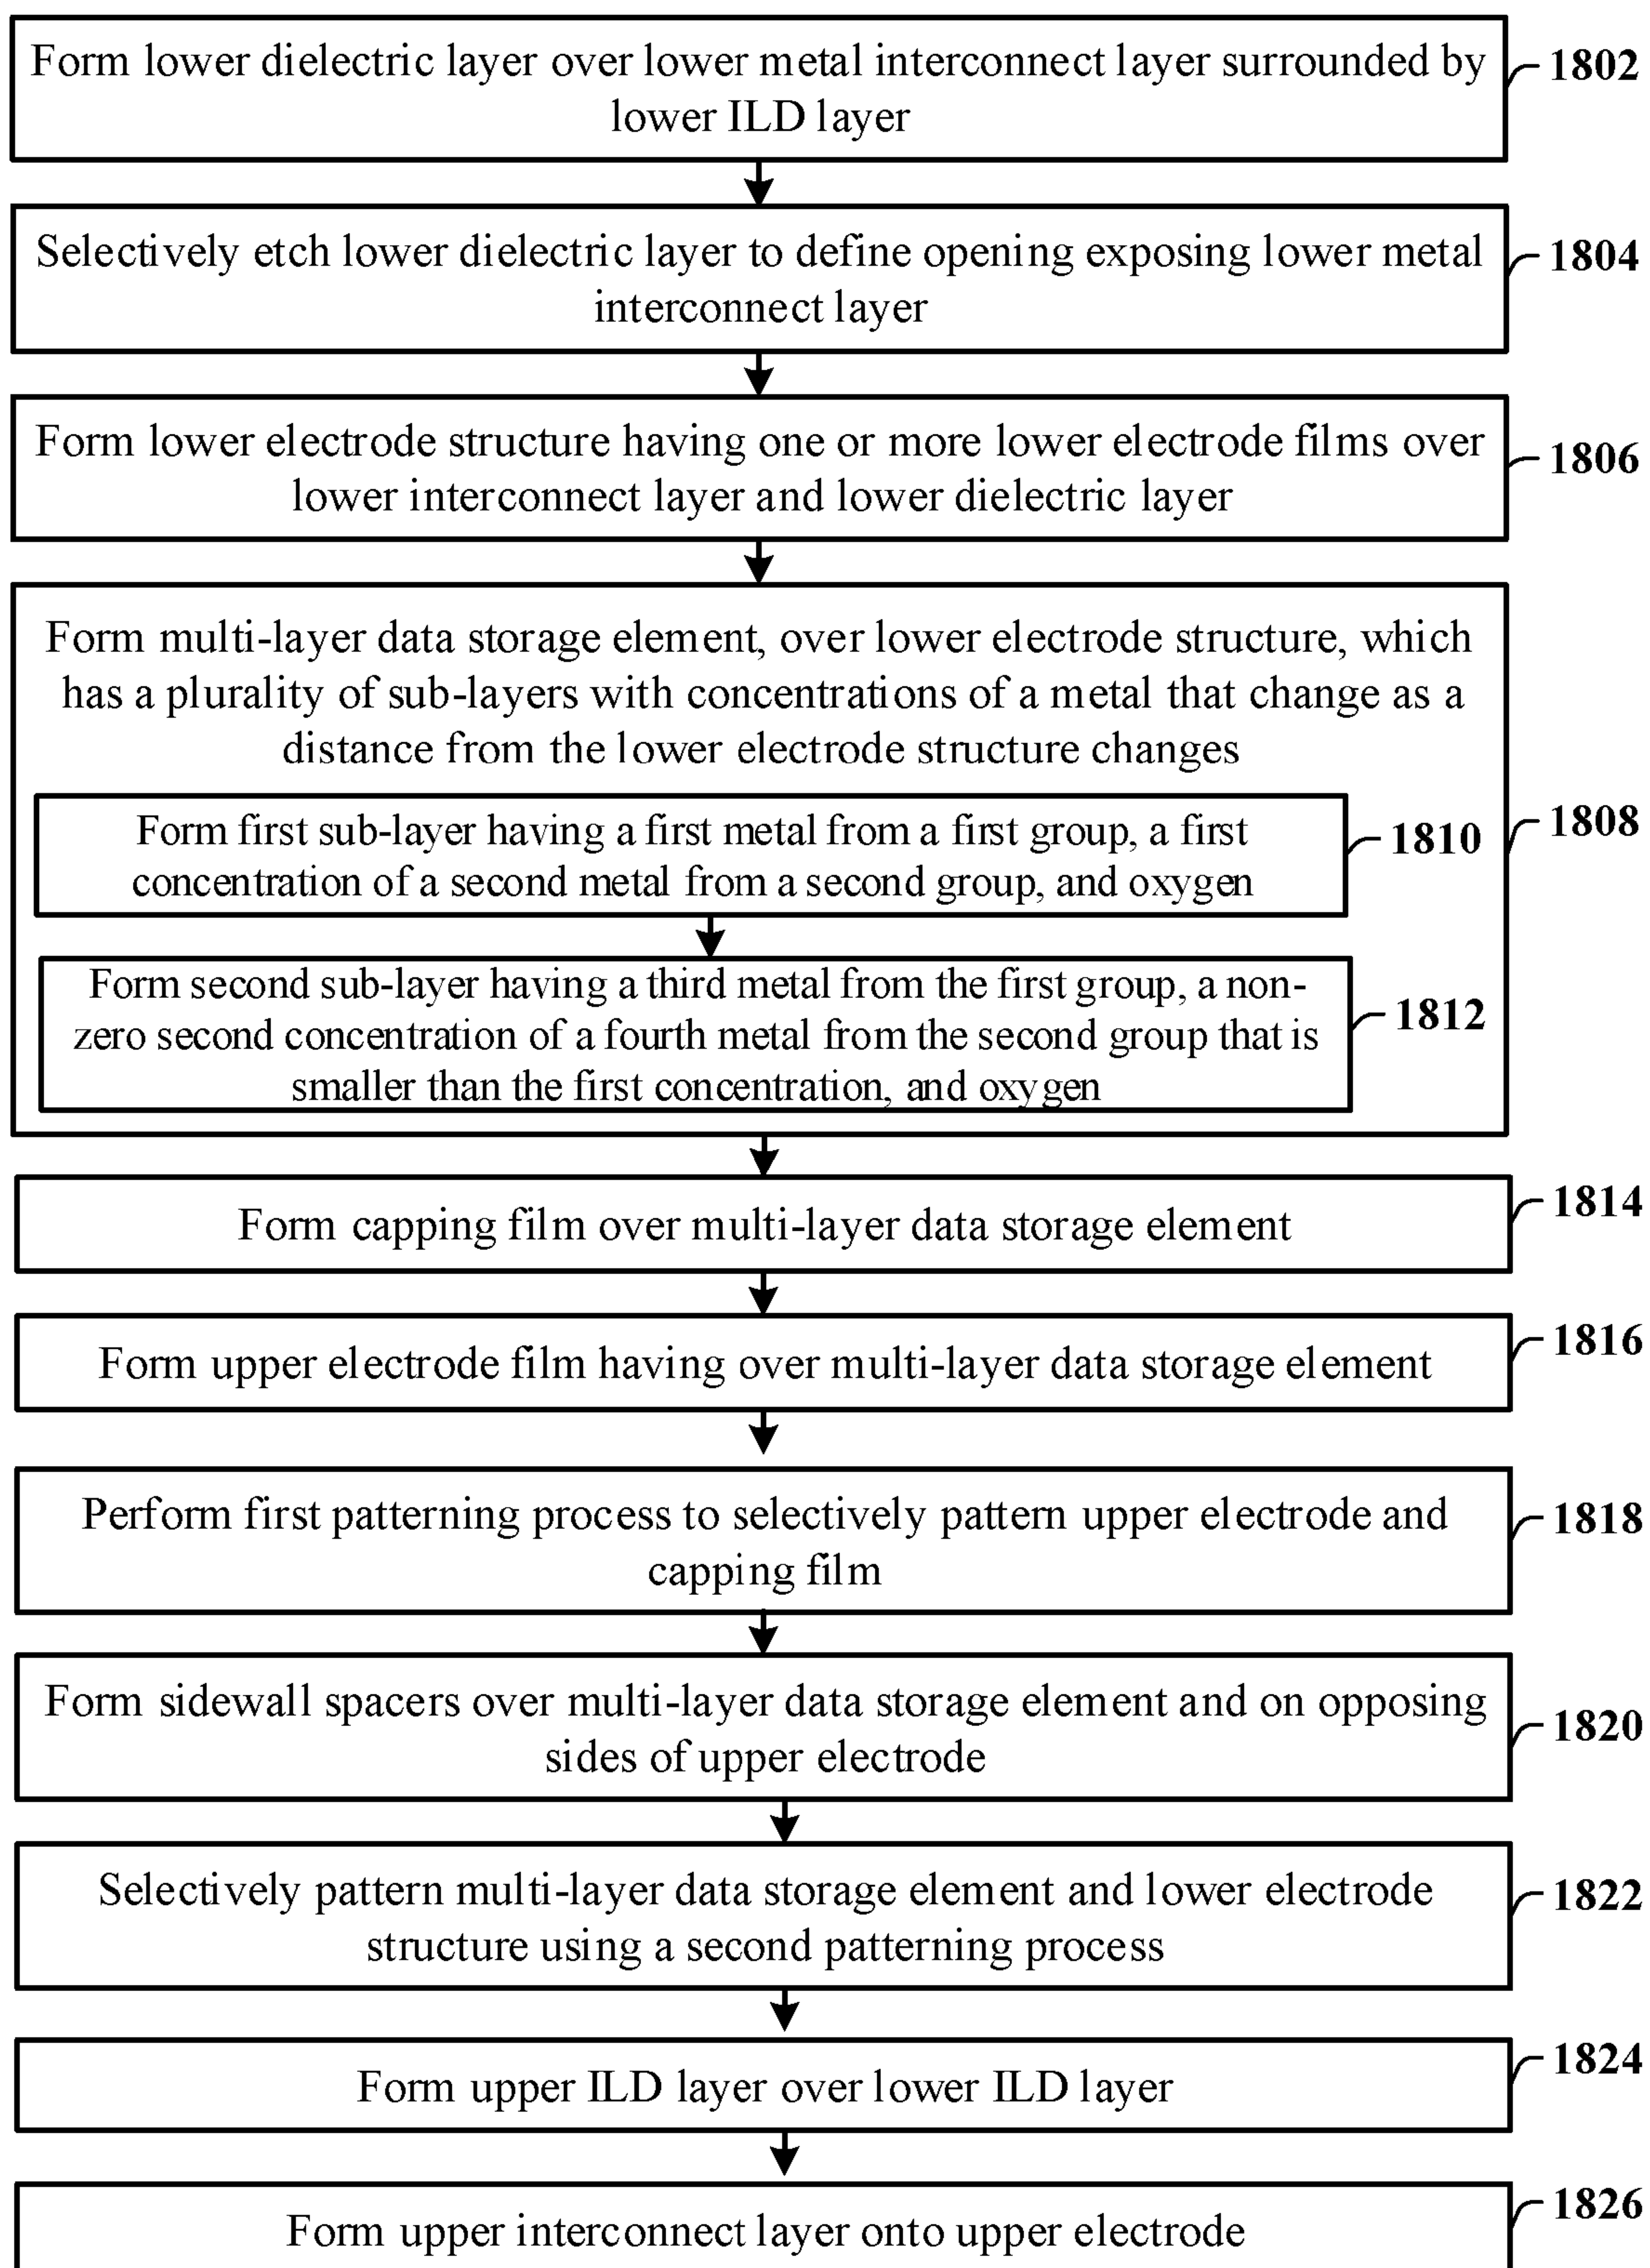 Form lower dielectric layer over lower metal interconnect layer surrounded by
lower ILD layer
1802
Selectively etch lower dielectric layer to define opening exposing lower metal
interconnect layer
1804
Form lower electrode structure having one or more lower electrode films over
lower interconnect layer and lower dielectric layer
1806
Form multi-layer data storage element, over lower electrode structure, which
has a plurality of sub-layers with concentrations of a metal that change as a
distance from the lower electrode structure changes
1808
Form first sub-layer having a first metal from a first group, a first
concentration of a second metal from a second group, and oxygen
1810
Form second sub-layer having a third metal from the first group, a non-
zero second concentration of a fourth metal from the second group that is
smaller than the first concentration, and oxygen
1812
Form capping film over multi-layer data storage element
1814
Form upper electrode film having over multi-layer data storage element
1816
Perform first patterning process to selectively pattern upper electrode and
capping film
1818
Form sidewall spacers over multi-layer data storage element and on opposing
sides of upper electrode
1820
Selectively pattern multi-layer data storage element and lower electrode
structure using a second patterning process
1822
Form upper ILD layer over lower ILD layer
1824
Form upper interconnect layer onto upper electrode
1826